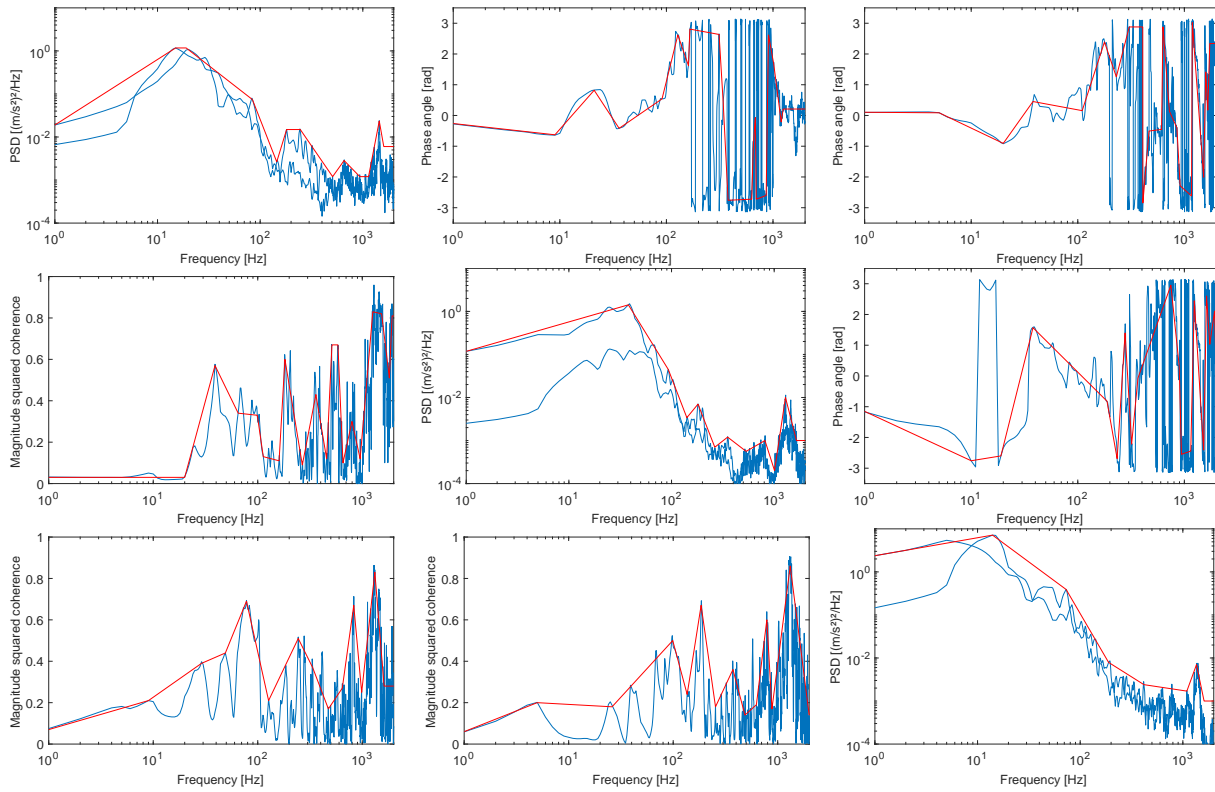 PSD [(m/s²)²/Hz]
10⁰
10⁻²
10⁻⁴
10⁰ 10¹ 10² 10³
Frequency [Hz]
Phase angle [rad]
3
2
1
0
-1
-2
-3
10⁰ 10¹ 10² 10³
Frequency [Hz]
Phase angle [rad]
3
2
1
0
-1
-2
-3
10⁰ 10¹ 10² 10³
Frequency [Hz]
Magnitude squared coherence
1
0.8
0.6
0.4
0.2
0
10⁰ 10¹ 10² 10³
Frequency [Hz]
PSD [(m/s²)²/Hz]
10⁰
10⁻²
10⁻⁴
10⁰ 10¹ 10² 10³
Frequency [Hz]
Phase angle [rad]
3
2
1
0
-1
-2
-3
10⁰ 10¹ 10² 10³
Frequency [Hz]
Magnitude squared coherence
1
0.8
0.6
0.4
0.2
0
10⁰ 10¹ 10² 10³
Frequency [Hz]
Magnitude squared coherence
1
0.8
0.6
0.4
0.2
0
10⁰ 10¹ 10² 10³
Frequency [Hz]
PSD [(m/s²)²/Hz]
10⁰
10⁻²
10⁻⁴
10⁰ 10¹ 10² 10³
Frequency [Hz]